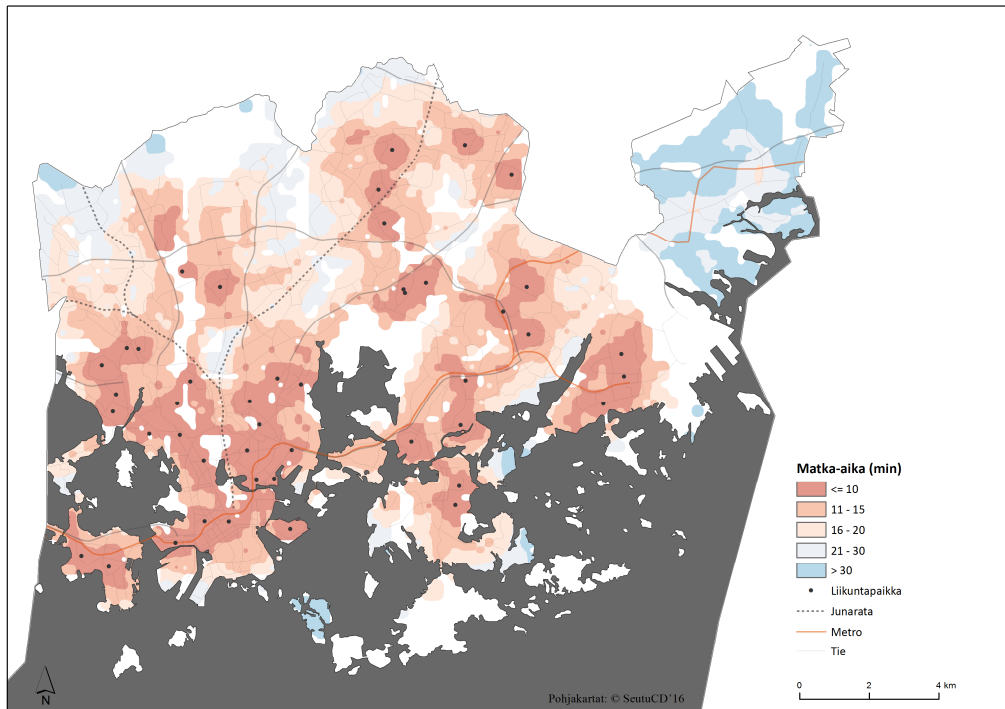 Matka-aika (min)
<= 10
11 - 15
16 - 20
21 - 30
> 30
Liikuntapaikka
Junarata
Metro
Tie
N
Pohjakartat: © SeutuCD'16
0 2 4 km